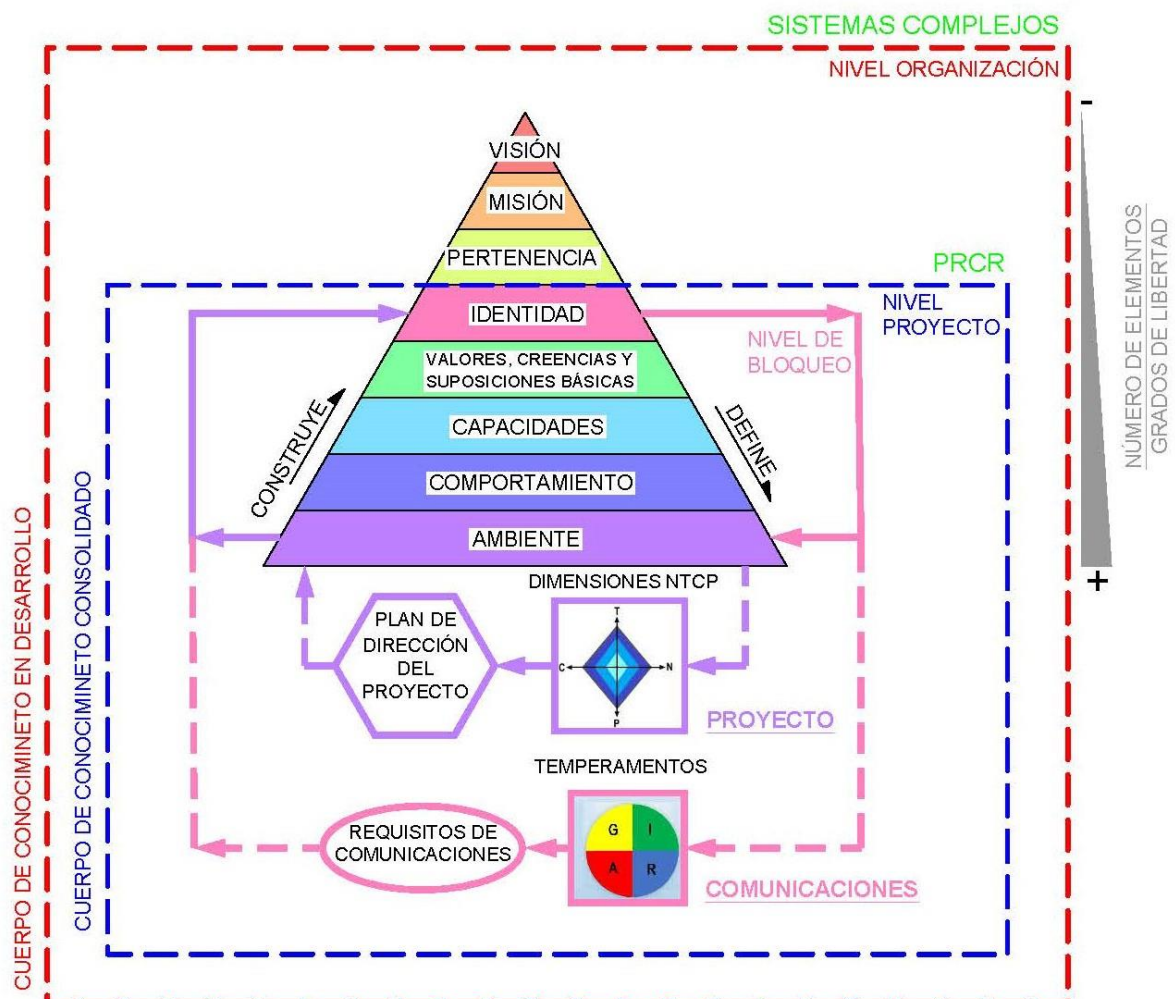 SISTEMAS COMPLEJOS
NIVEL ORGANIZACIÓN
-
VISIÓN
MISIÓN
PERTENENCIA
PRCR
IDENTIDAD
NIVEL
PROYECTO
NIVEL DE
BLOQUEO
VALORES, CREENCIAS Y
SUPOSICIONES BÁSICAS
CONSTRUYE
CAPACIDADES
DEFINE
COMPORTAMIENTO
AMBIENTE
NÚMERO DE ELEMENTOS
GRADOS DE LIBERTAD
+
DIMENSIONES NTCP
PLAN DE
DIRECCIÓN
DEL
PROYECTO
T
C
N
P
PROYECTO
TEMPERAMENTOS
REQUISITOS DE
COMUNICACIONES
G I
A R
COMUNICACIONES
CUERPO DE CONOCIMINETO EN DESARROLLO
CUERPO DE CONOCIMINETO CONSOLIDADO